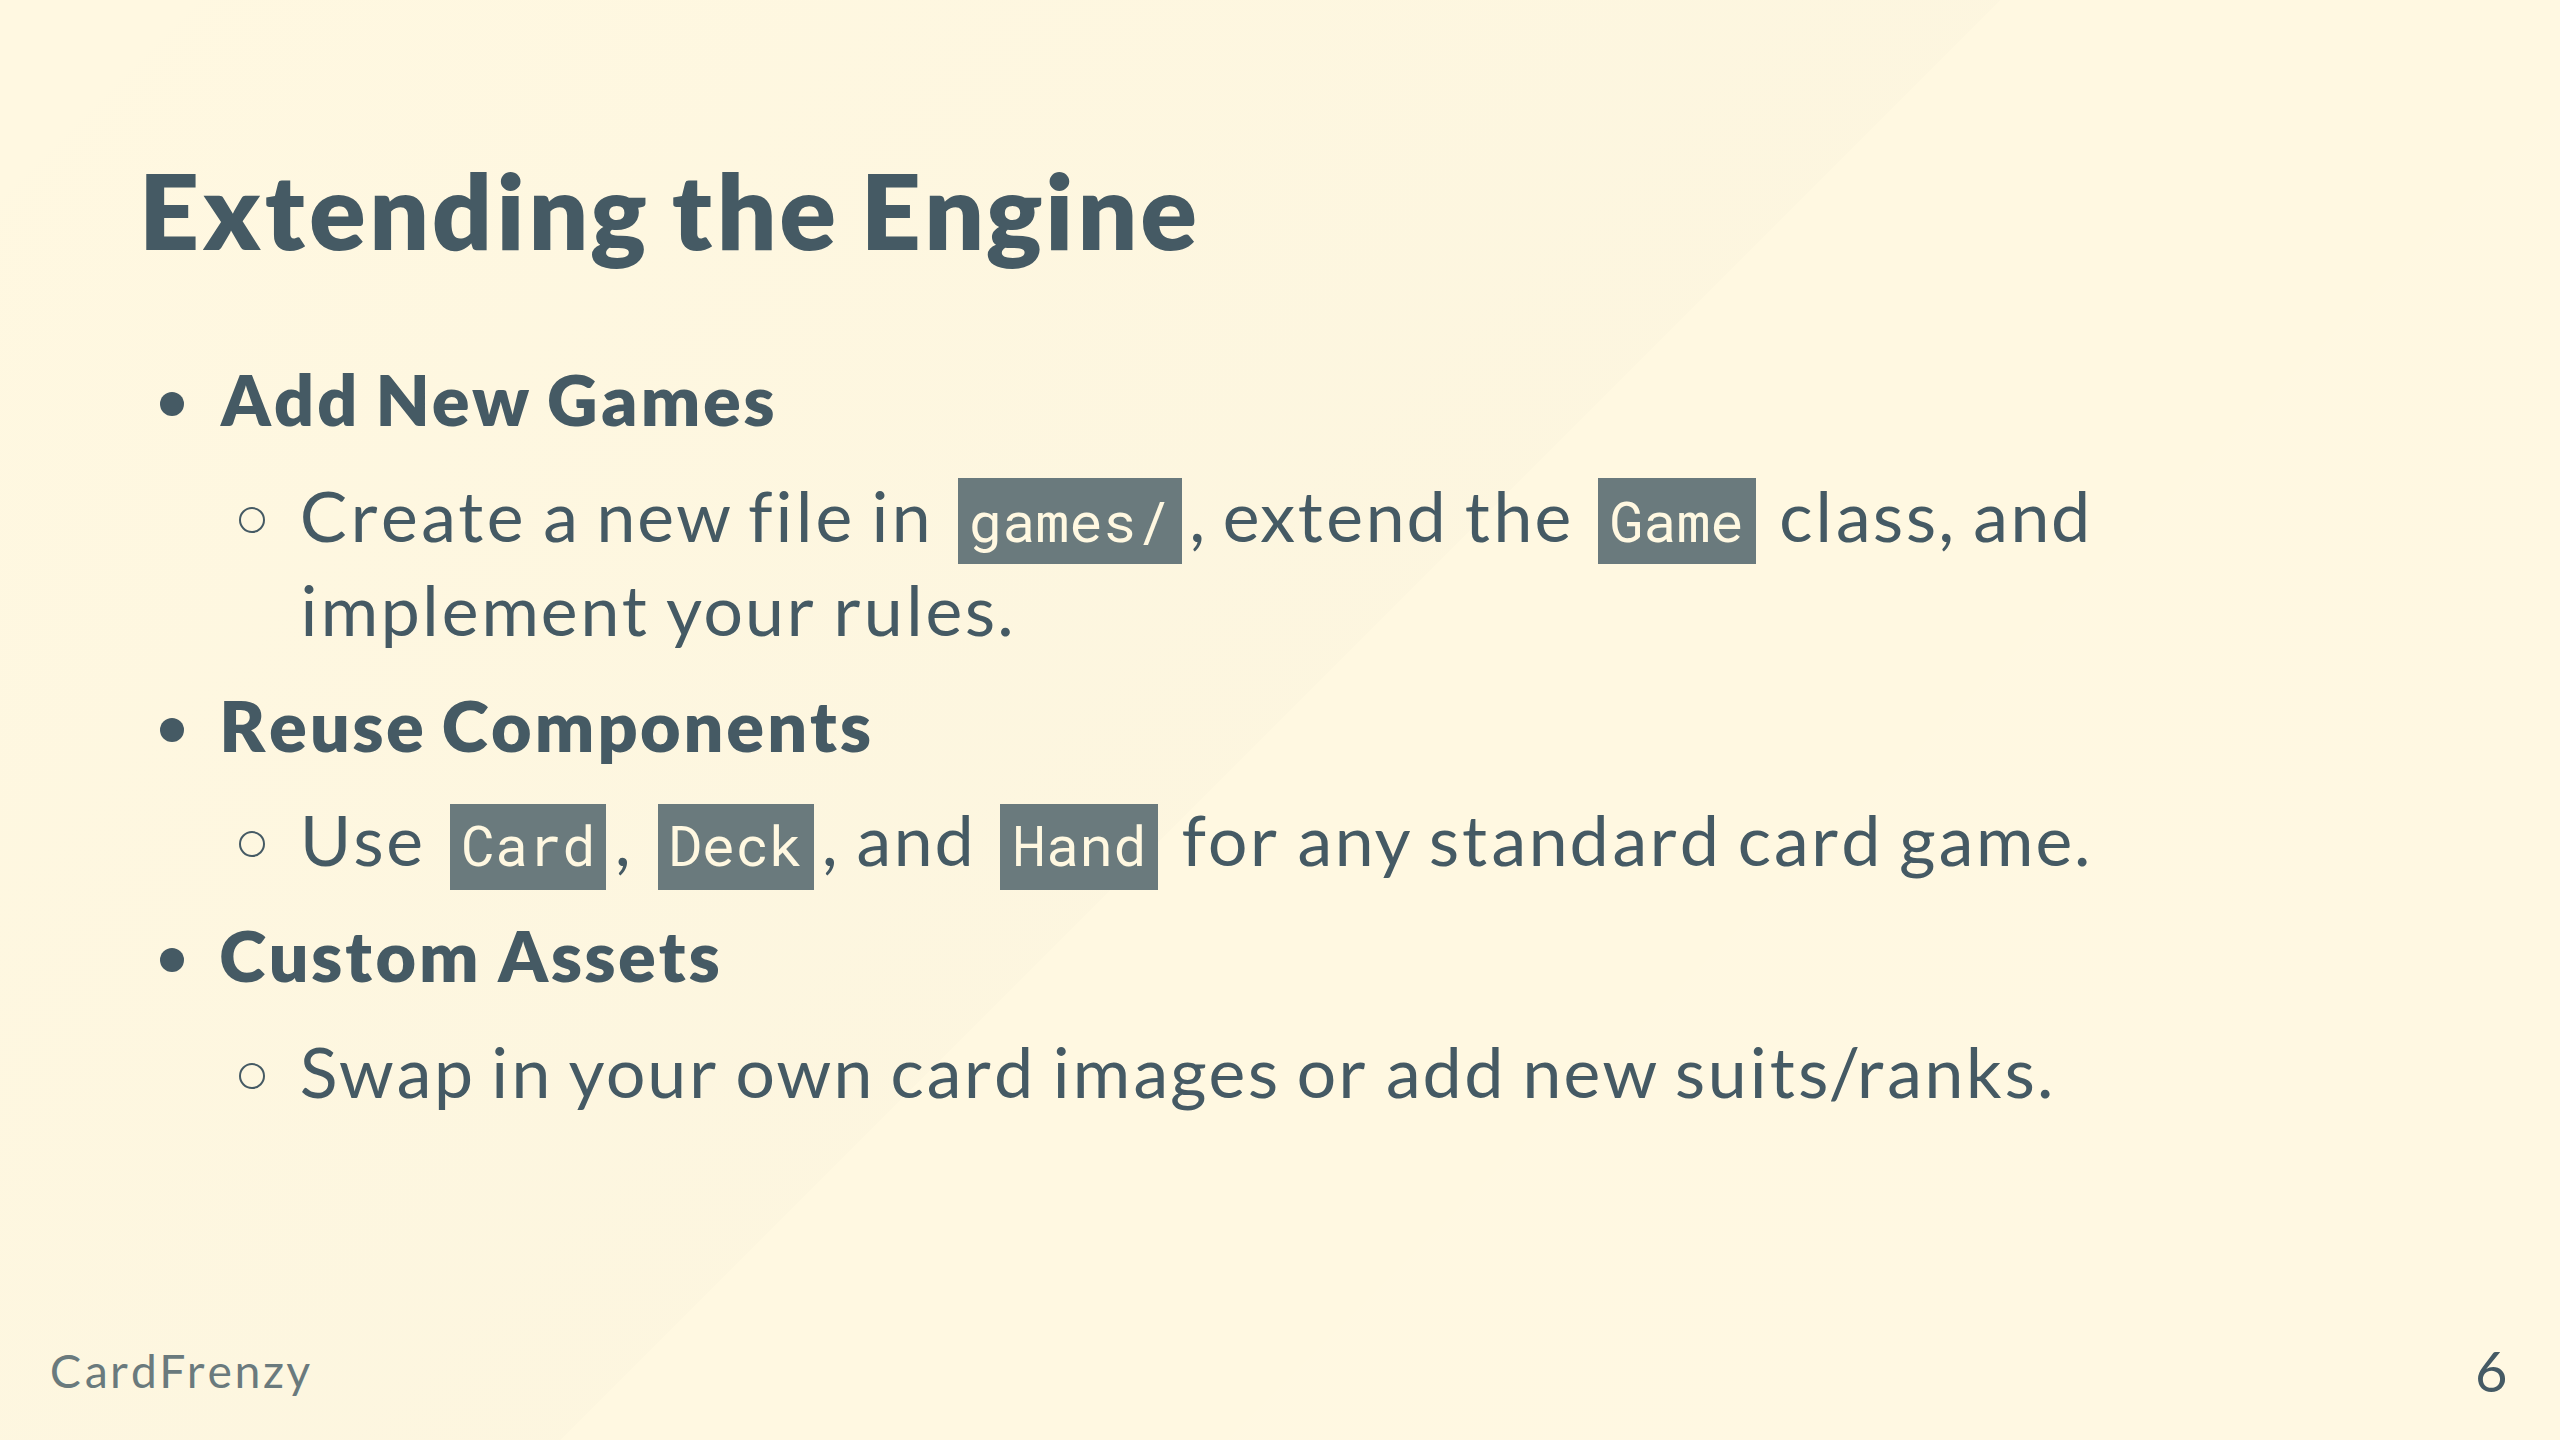 Extending the Engine
• Add New Games
○ Create a new file in games/, extend the Game class, and
implement your rules.
• Reuse Components
○ Use Card, Deck, and Hand for any standard card game.
• Custom Assets
○ Swap in your own card images or add new suits/ranks.
CardFrenzy
6